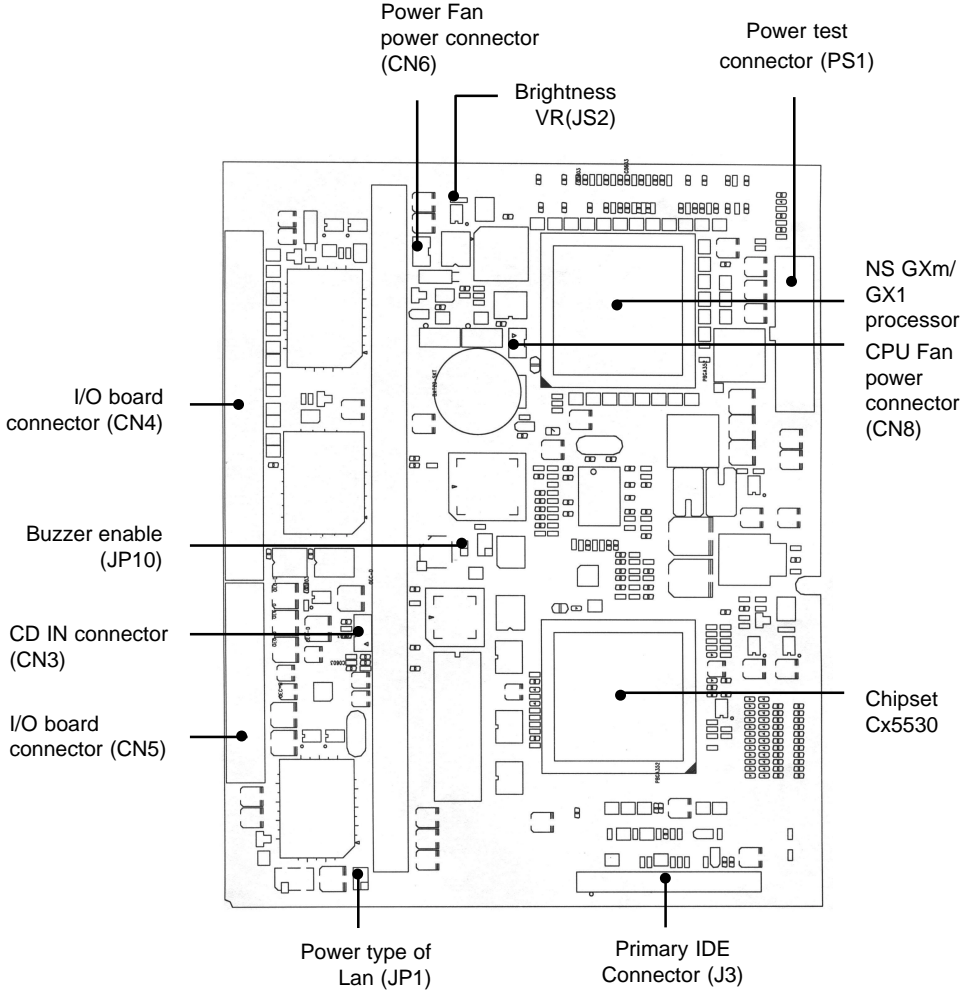 Power Fan
power connector
(CN6)
Power test
connector (PS1)
Brightness
VR(JS2)
NS GXm/
GX1
processor
CPU Fan
power
connector
(CN8)
I/O board
connector (CN4)
Buzzer enable
(JP10)
CD IN connector
(CN3)
I/O board
connector (CN5)
Chipset
Cx5530
Power type of
Lan (JP1)
Primary IDE
Connector (J3)